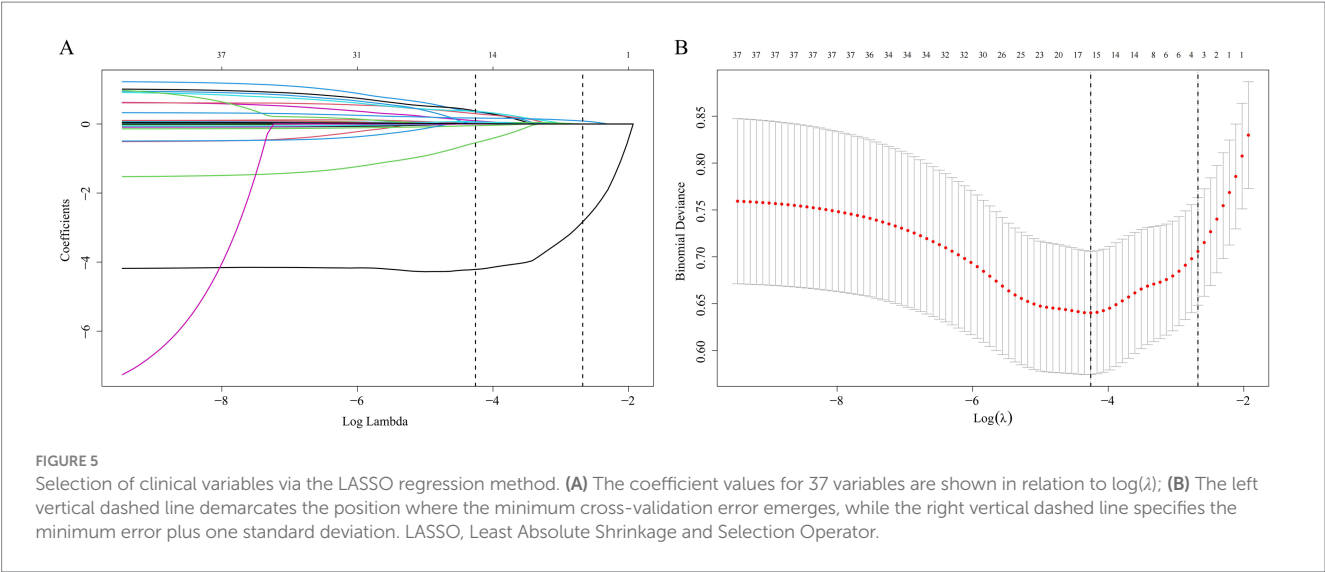 A
37 31 14 1
0
−2
−4
−6
Coefficients
−8 −6 −4 −2
Log Lambda
B
37 37 37 37 37 37 37 36 34 34 34 32 32 30 26 25 23 20 17 15 14 14 8 6 6 4 3 2 1 1
0.85
0.80
0.75
0.70
0.65
0.60
Binomial Deviance
−8 −6 −4 −2
Log(λ)
FIGURE 5
Selection of clinical variables via the LASSO regression method. (A) The coefficient values for 37 variables are shown in relation to log(λ); (B) The left
vertical dashed line demarcates the position where the minimum cross-validation error emerges, while the right vertical dashed line specifies the
minimum error plus one standard deviation. LASSO, Least Absolute Shrinkage and Selection Operator.